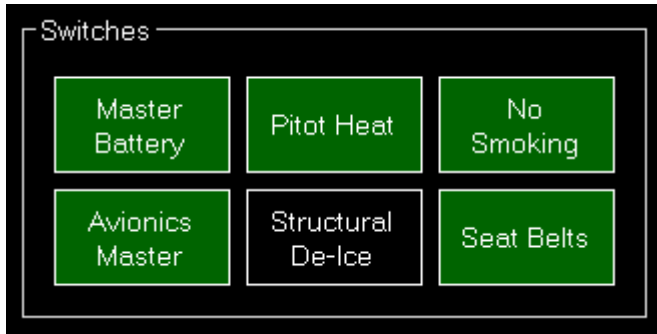 Switches
Master
Battery
Pitot Heat
No
Smoking
Avionics
Master
Structural
De-Ice
Seat Belts